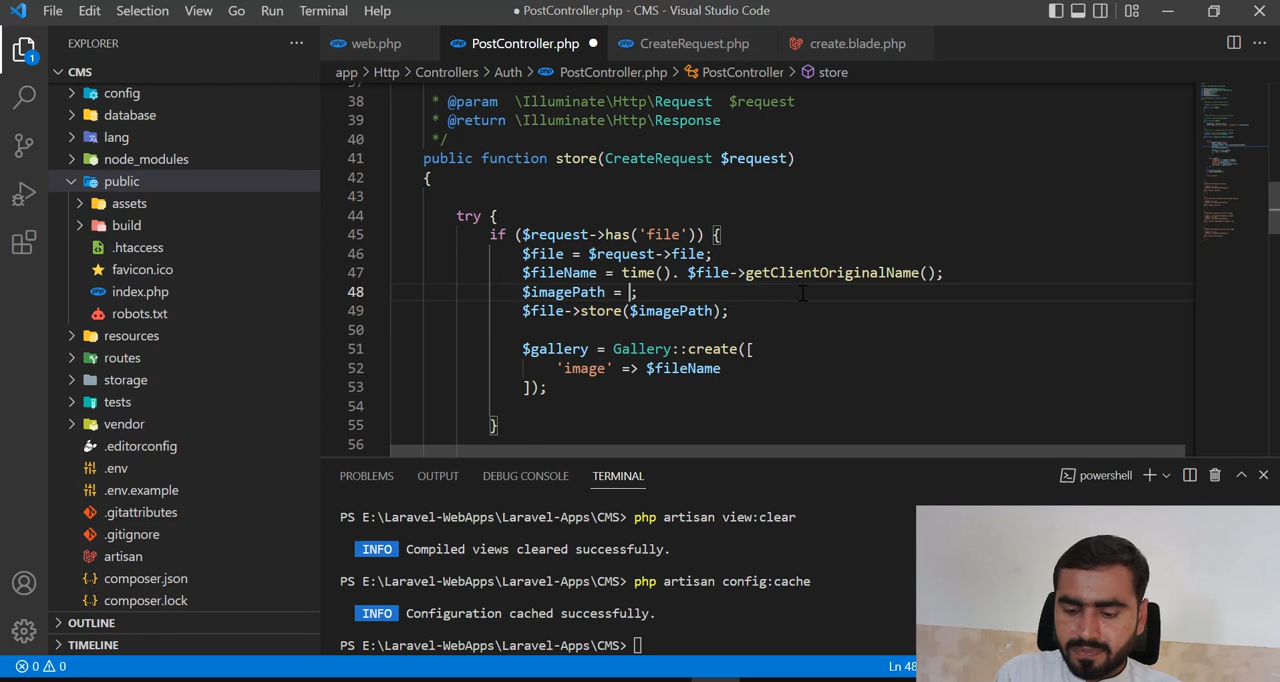 File Edit Selection View Go Run Terminal Help
● PostController.php - CMS - Visual Studio Code
EXPLORER
1
CMS
config
database
lang
node_modules
public
assets
build
.htaccess
favicon.ico
index.php
robots.txt
resources
routes
storage
tests
vendor
.editorconfig
.env
.env.example
.gitattributes
.gitignore
artisan
composer.json
composer.lock
OUTLINE
TIMELINE
web.php PostController.php CreateRequest.php create.blade.php
app > Http > Controllers > Auth > PostController.php > PostController > store
38 * @param \Illuminate\Http\Request $request
39 * @return \Illuminate\Http\Response
40 */
41 public function store(CreateRequest $request)
42 {
43
44 try {
45 if ($request->has('file')) {
46 $file = $request->file;
47 $fileName = time(). $file->getClientOriginalName();
48 $imagePath = ;
49 $file->store($imagePath);
50
51 $gallery = Gallery::create([
52 'image' => $fileName
53 ]);
54
55 }
56
PROBLEMS OUTPUT DEBUG CONSOLE TERMINAL
powershell
PS E:\Laravel-WebApps\Laravel-Apps\CMS> php artisan view:clear
INFO Compiled views cleared successfully.
PS E:\Laravel-WebApps\Laravel-Apps\CMS> php artisan config:cache
INFO Configuration cached successfully.
PS E:\Laravel-WebApps\Laravel-Apps\CMS>
0 0
Ln 48